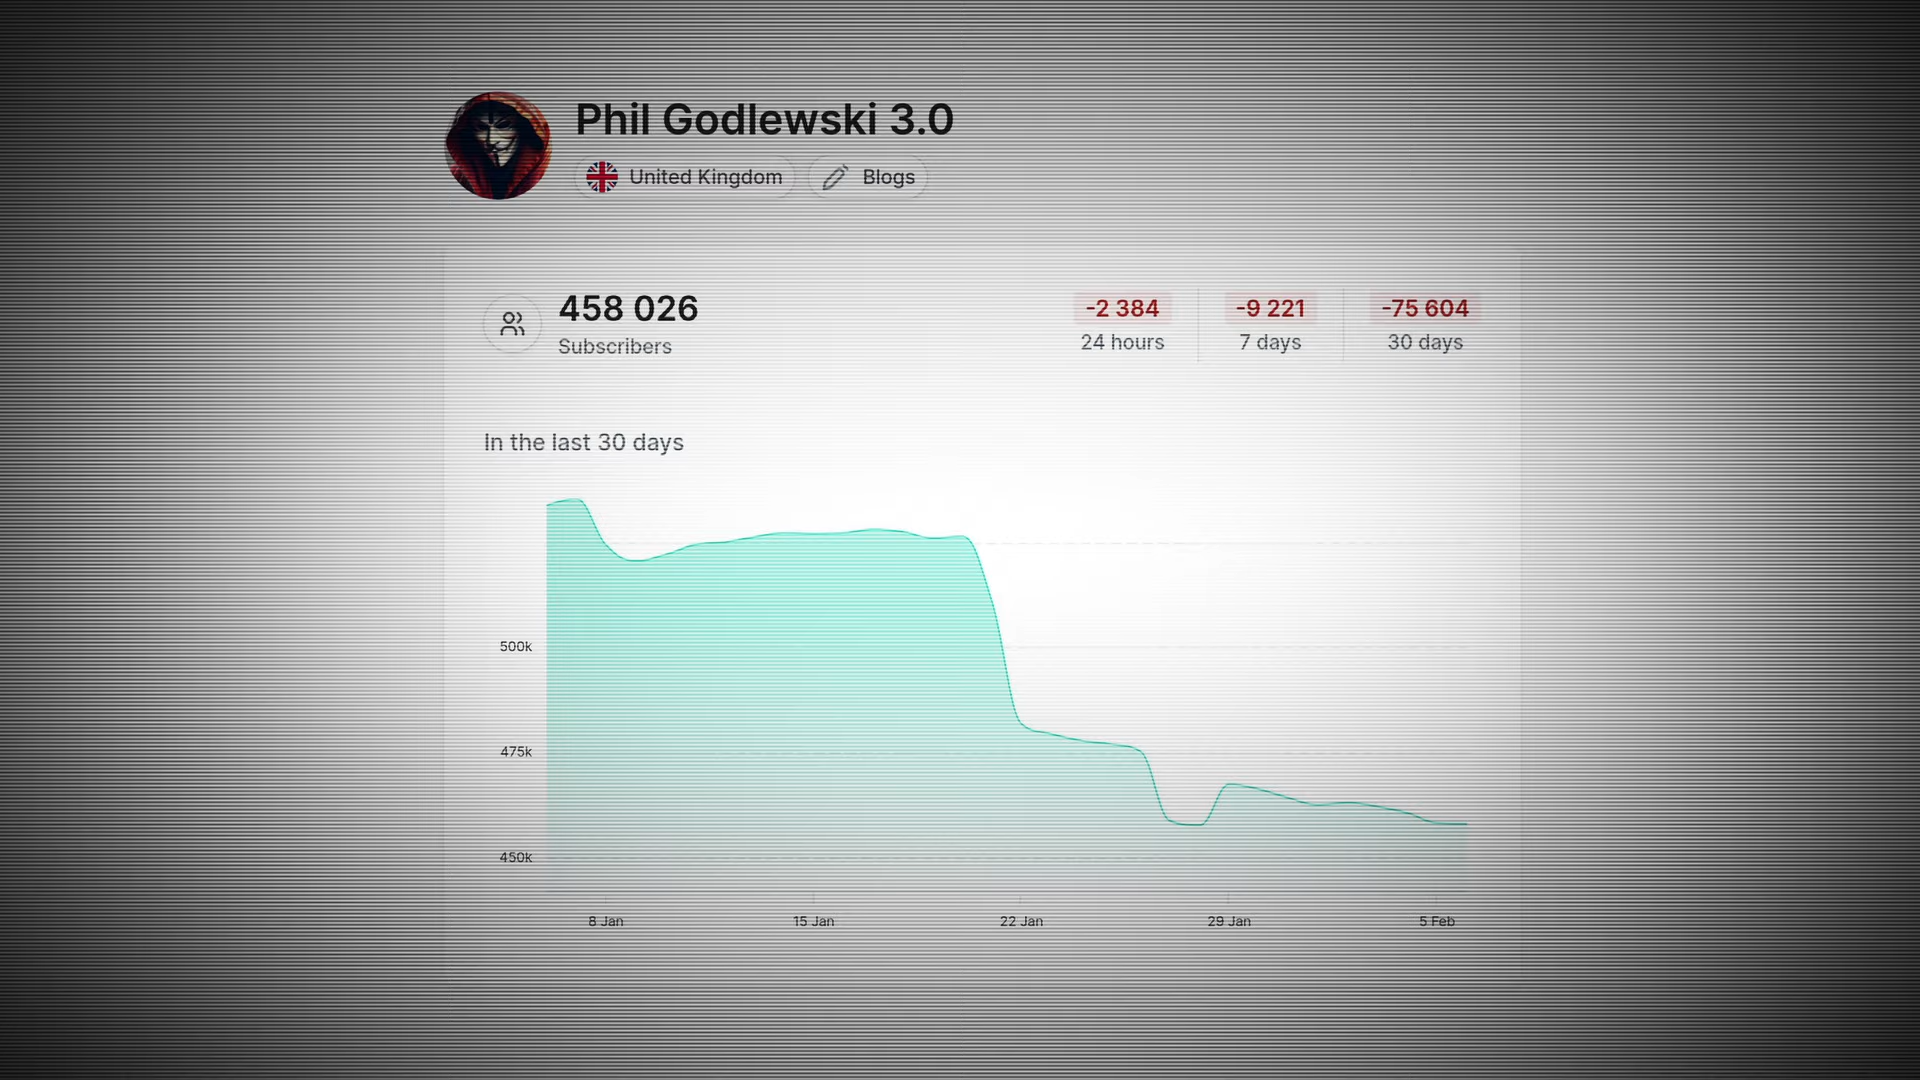 Phil Godlewski 3.0
United Kingdom Blogs
458 026
Subscribers
-2 384
24 hours
-9 221
7 days
-75 604
30 days
In the last 30 days
500k
475k
450k
8 Jan 15 Jan 22 Jan 29 Jan 5 Feb